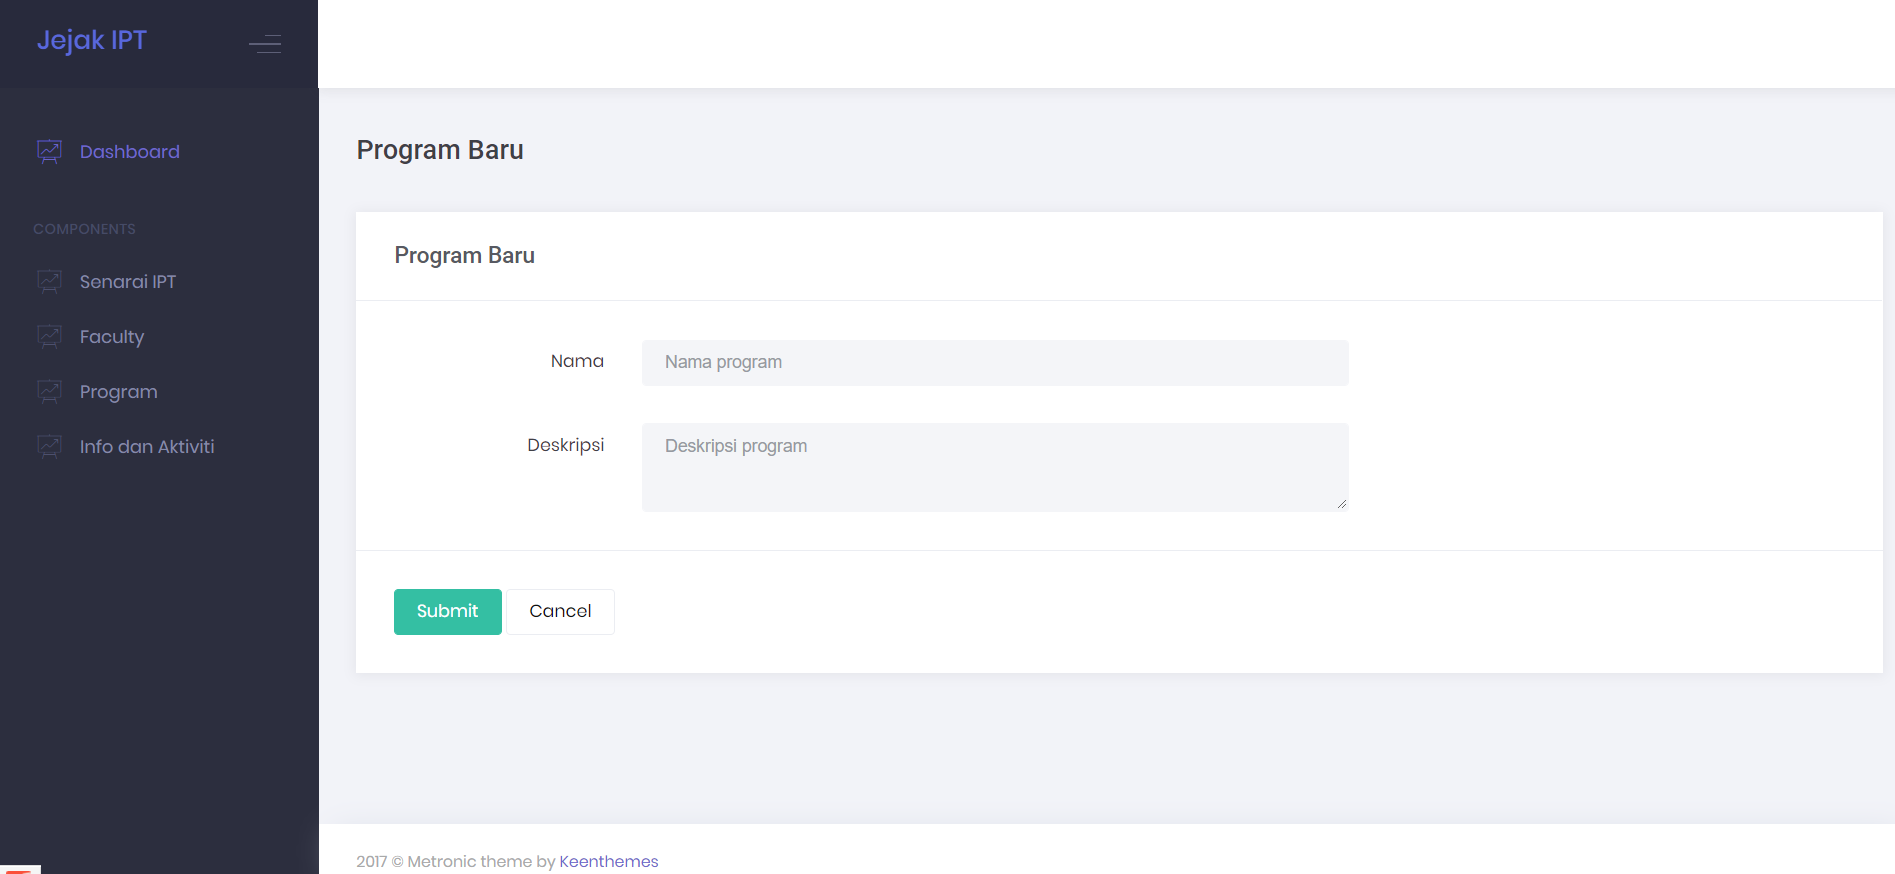 Jejak IPT
Dashboard
COMPONENTS
Senarai IPT
Faculty
Program
Info dan Aktiviti
Program Baru
Program Baru
Nama
Nama program
Deskripsi
Deskripsi program
Submit
Cancel
2017 © Metronic theme by Keenthemes